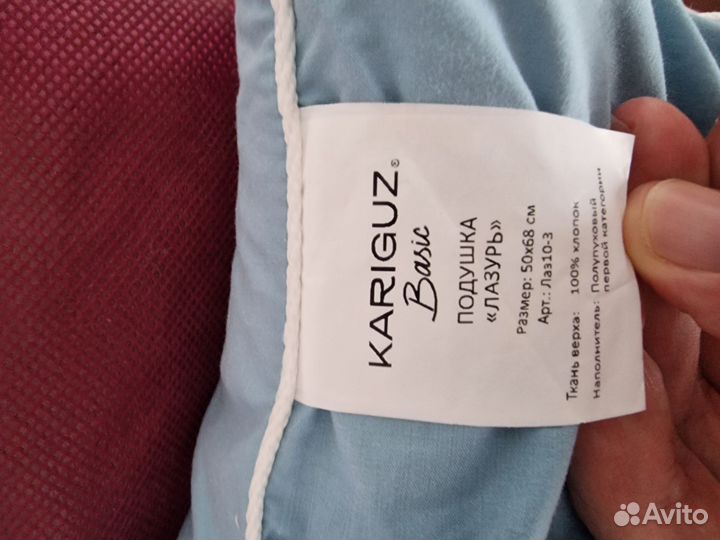 KARIGUZ®
Basic
ПОДУШКА
«ЛАЗУРЬ»
Размер: 50х68 см
Арт.: Лаз10-3
Ткань верха: 100% хлопок
Наполнитель: Полупуховый
первой категории
Avito